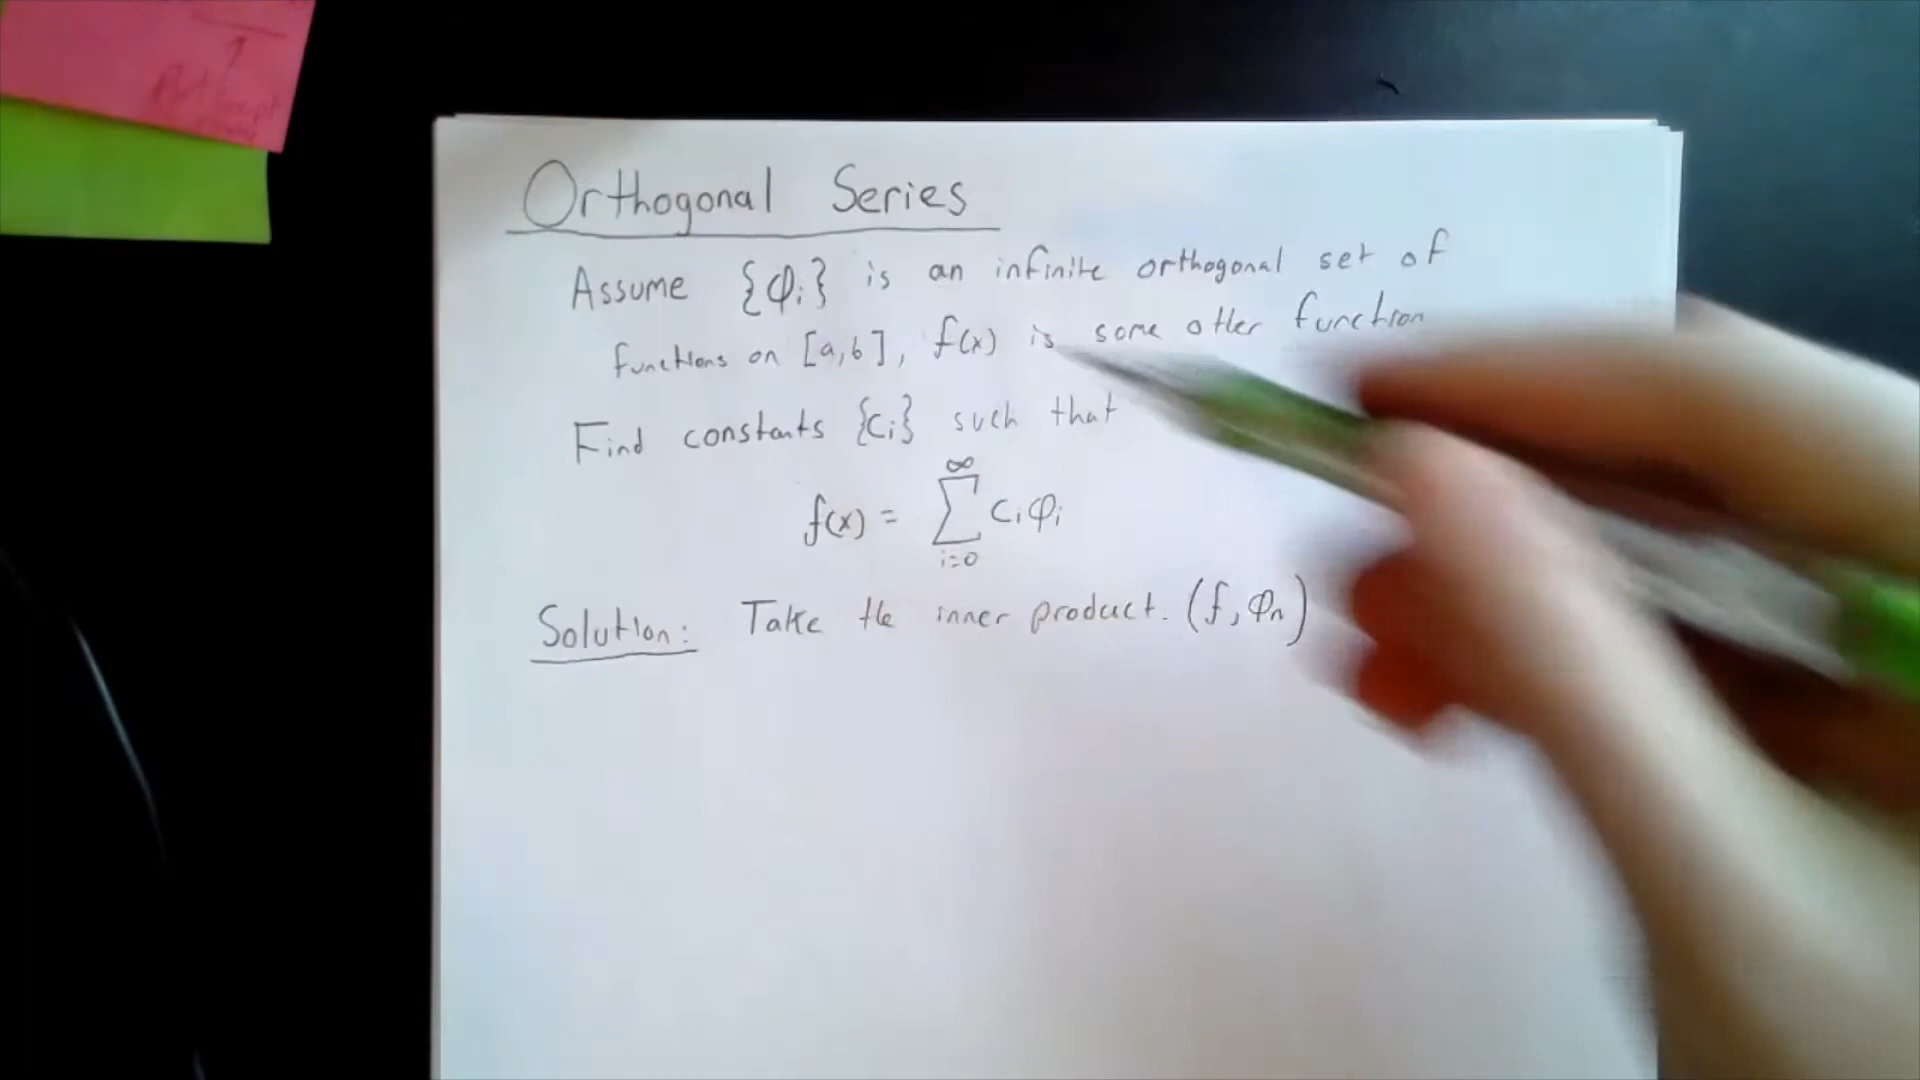 Orthogonal Series
Assume {φᵢ} is an infinite orthogonal set of
functions on [a,b], f(x) is some other function
Find constants {cᵢ} such that
f(x) = ∑_{i=0}^{∞} cᵢφᵢ
Solution: Take the inner product. (f, φₙ)